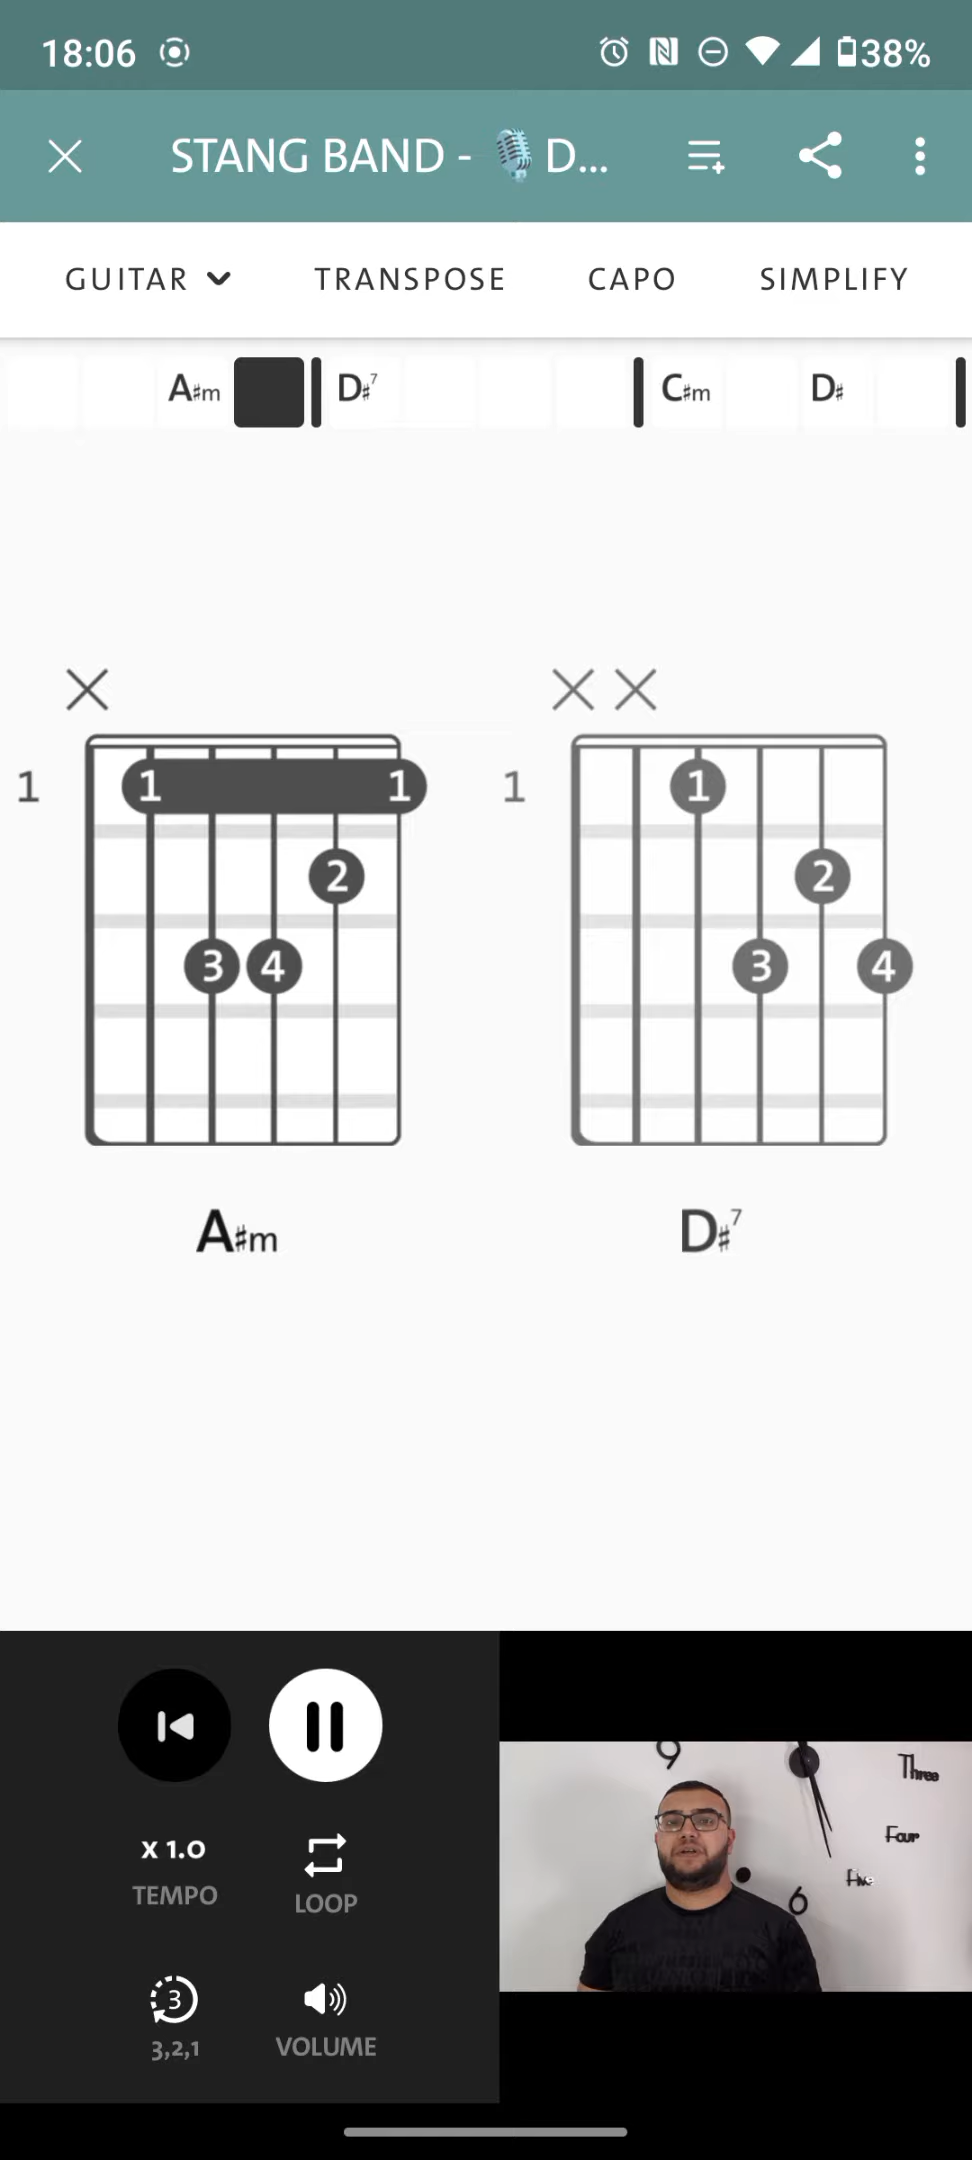 18:06 38%
STANG BAND - 🎙️ D...
GUITAR TRANSPOSE CAPO SIMPLIFY
A#m D#7 C#m D#
1 1 1 1 1
2 2
3 4 3 4
A#m D#7
9 Three
Four
Five
6
X 1.0
TEMPO LOOP
3
3,2,1 VOLUME